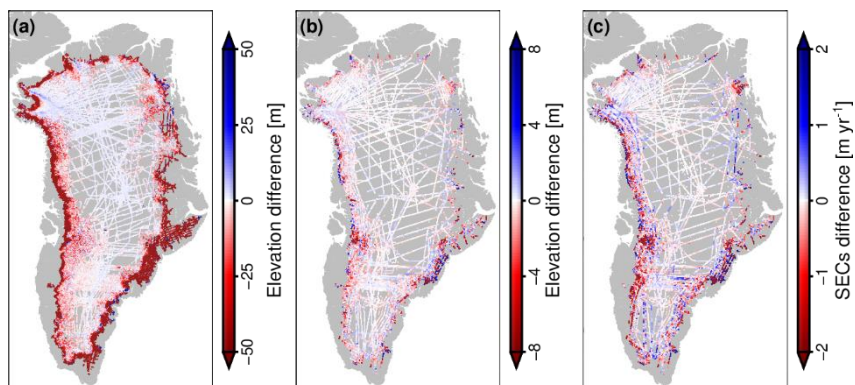 (a)
50
25
0
−25
−50
Elevation difference [m]
(b)
8
4
0
−4
−8
Elevation difference [m]
(c)
2
1
0
−1
−2
SECs difference [m yr⁻¹]